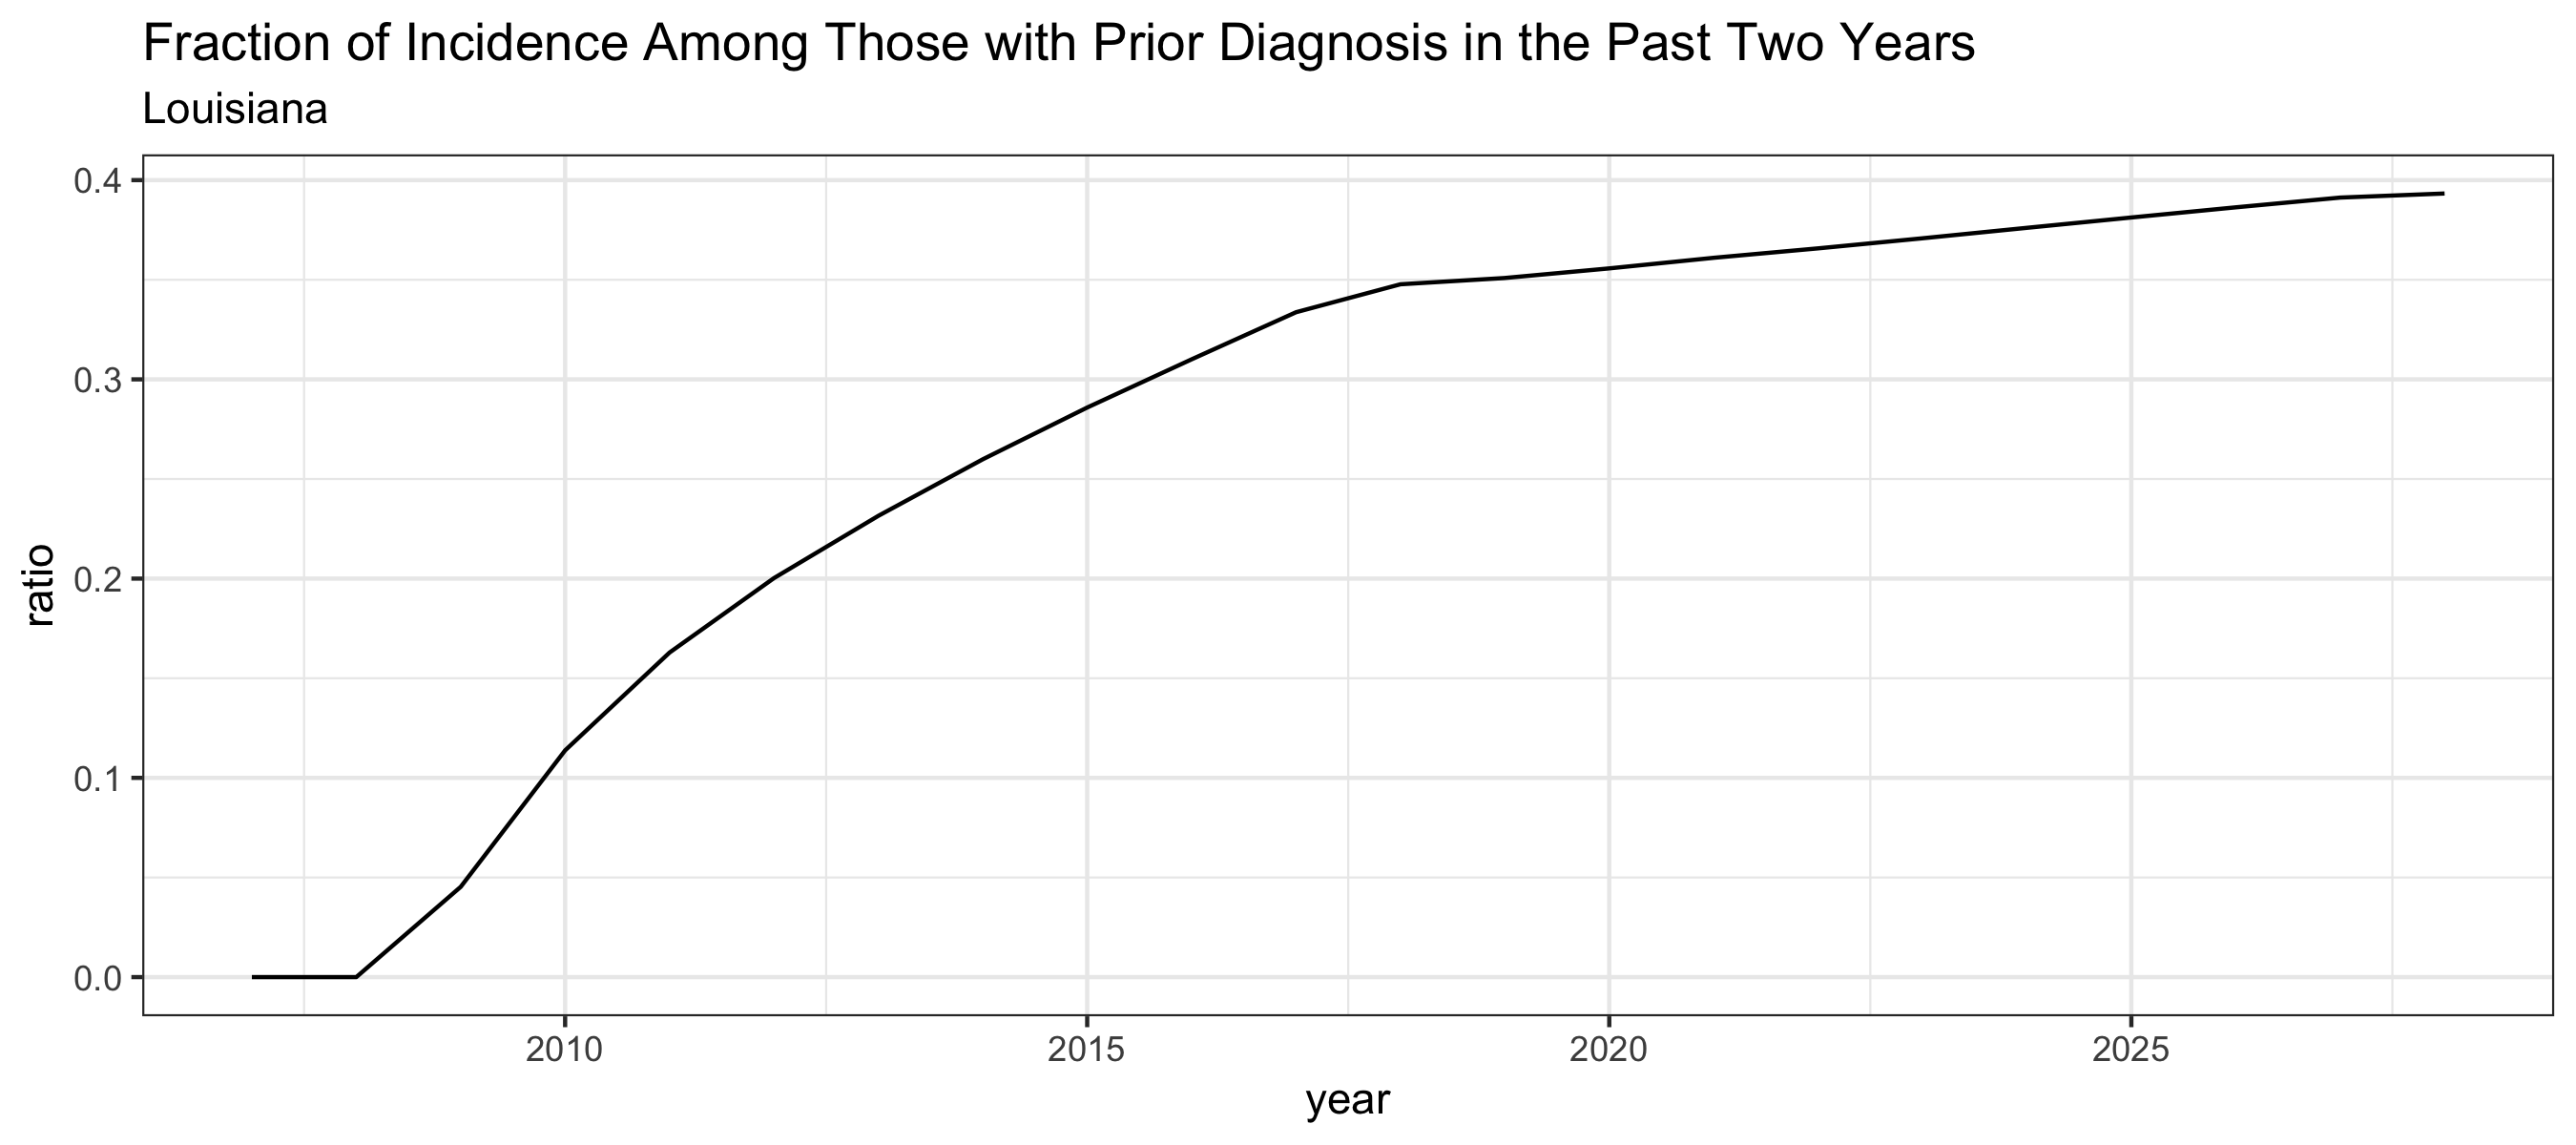 Fraction of Incidence Among Those with Prior Diagnosis in the Past Two Years
Louisiana
0.4
0.3
0.2
0.1
0.0
ratio
2010 2015 2020 2025
year